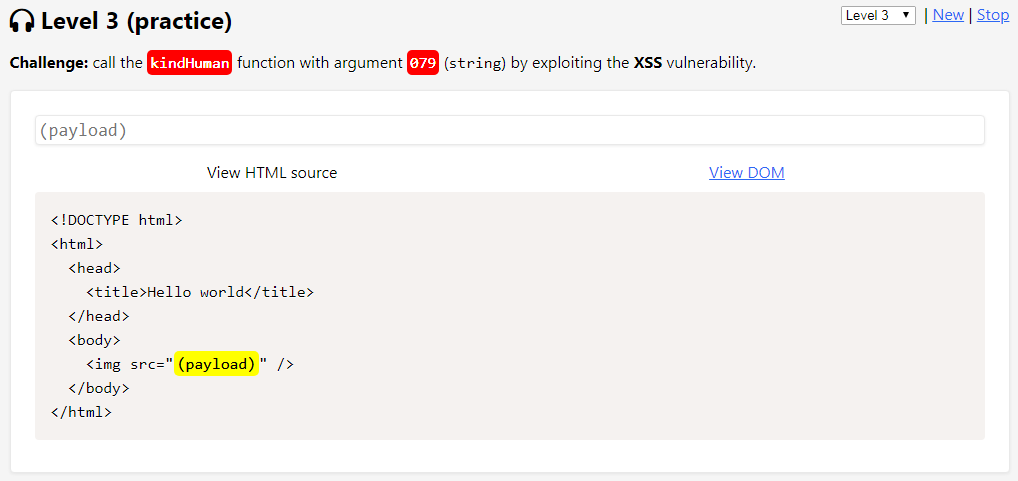 Level 3 (practice)
Level 3 | New | Stop
Challenge: call the kindHuman function with argument 079 (string) by exploiting the XSS vulnerability.
(payload)
View HTML source
View DOM
<!DOCTYPE html>
<html>
  <head>
    <title>Hello world</title>
  </head>
  <body>
    <img src="(payload)" />
  </body>
</html>